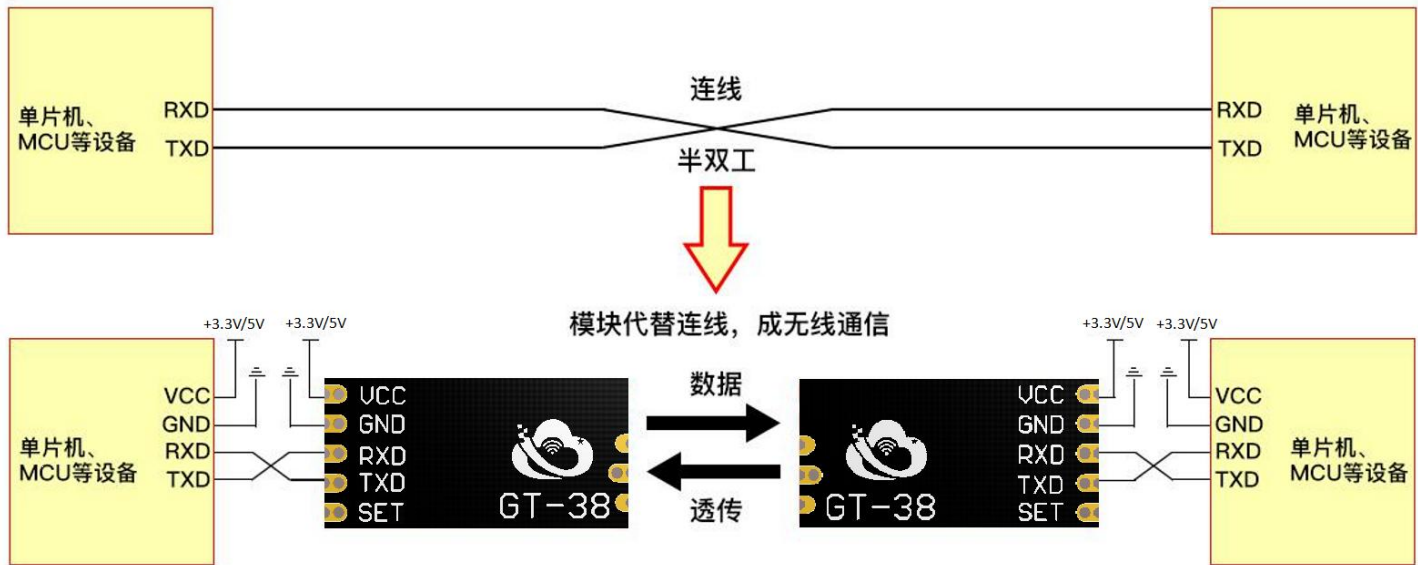 连线
RXD
TXD
单片机、
MCU等设备
RXD
TXD
单片机、
MCU等设备
半双工
模块代替连线，成无线通信
+3.3V/5V
+3.3V/5V
+3.3V/5V
+3.3V/5V
VCC
GND
RXD
TXD
单片机、
MCU等设备
VCC
GND
RXD
TXD
SET
GT-38
数据
透传
GT-38
VCC
GND
RXD
TXD
SET
VCC
GND
RXD
TXD
单片机、
MCU等设备